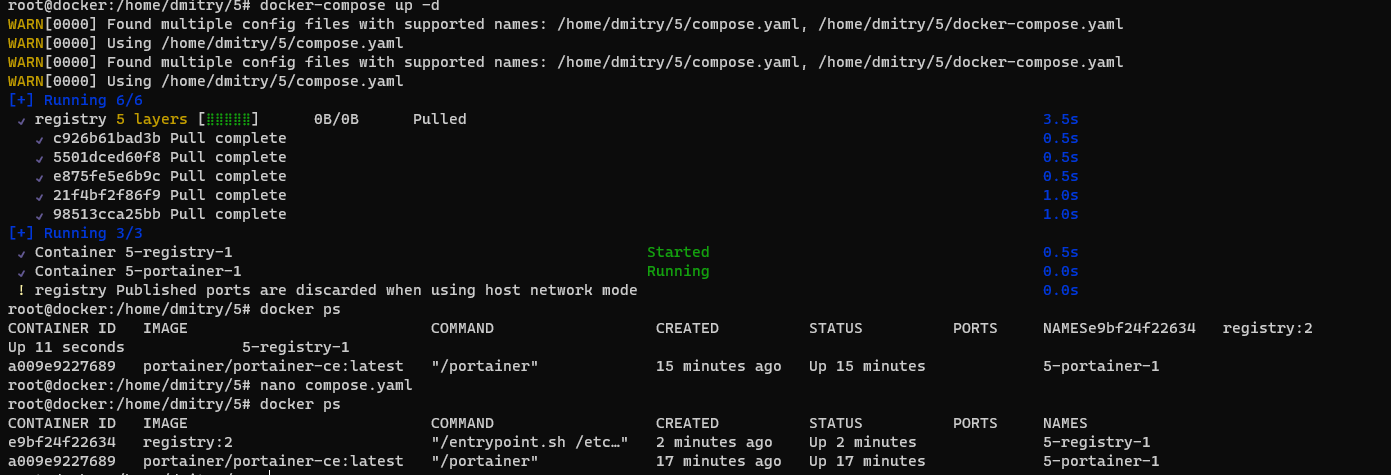 root@docker:/home/dmitry/5# docker-compose up -d
WARN[0000] Found multiple config files with supported names: /home/dmitry/5/compose.yaml, /home/dmitry/5/docker-compose.yaml
WARN[0000] Using /home/dmitry/5/compose.yaml
WARN[0000] Found multiple config files with supported names: /home/dmitry/5/compose.yaml, /home/dmitry/5/docker-compose.yaml
WARN[0000] Using /home/dmitry/5/compose.yaml
[+] Running 6/6
✓ registry 5 layers [⣿⣿⣿⣿⣿] 0B/0B Pulled 3.5s
✓ c926b61bad3b Pull complete 0.5s
✓ 5501dced60f8 Pull complete 0.5s
✓ e875fe5e6b9c Pull complete 0.5s
✓ 21f4bf2f86f9 Pull complete 1.0s
✓ 98513cca25bb Pull complete 1.0s
[+] Running 3/3
✓ Container 5-registry-1 Started 0.5s
✓ Container 5-portainer-1 Running 0.0s
! registry Published ports are discarded when using host network mode 0.0s
root@docker:/home/dmitry/5# docker ps
CONTAINER ID IMAGE COMMAND CREATED STATUS PORTS NAMESe9bf24f22634 registry:2
Up 11 seconds 5-registry-1
a009e9227689 portainer/portainer-ce:latest "/portainer" 15 minutes ago Up 15 minutes 5-portainer-1
root@docker:/home/dmitry/5# nano compose.yaml
root@docker:/home/dmitry/5# docker ps
CONTAINER ID IMAGE COMMAND CREATED STATUS PORTS NAMES
e9bf24f22634 registry:2 "/entrypoint.sh /etc…" 2 minutes ago Up 2 minutes 5-registry-1
a009e9227689 portainer/portainer-ce:latest "/portainer" 17 minutes ago Up 17 minutes 5-portainer-1